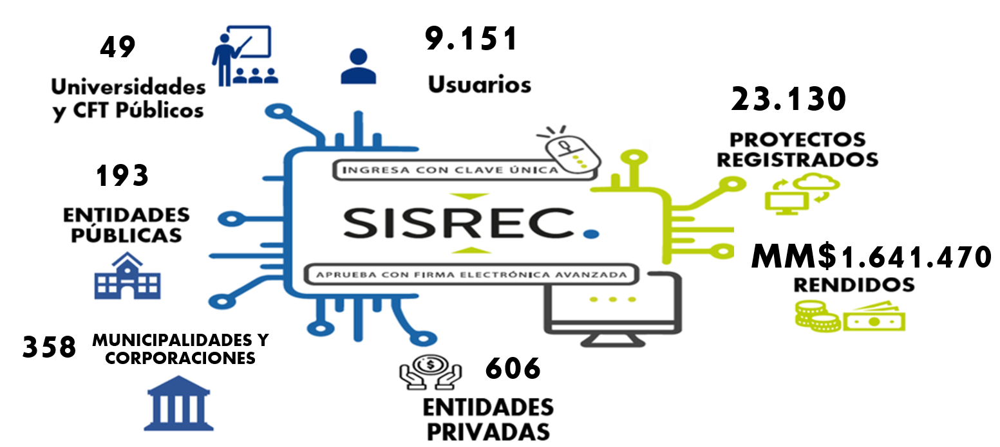 49
Universidades
y CFT Públicos
9.151
Usuarios
23.130
PROYECTOS
REGISTRADOS
193
ENTIDADES
PÚBLICAS
INGRESA CON CLAVE ÚNICA
SISREC.
APRUEBA CON FIRMA ELECTRÓNICA AVANZADA
MM$1.641.470
RENDIDOS
358
MUNICIPALIDADES Y
CORPORACIONES
$
606
ENTIDADES
PRIVADAS